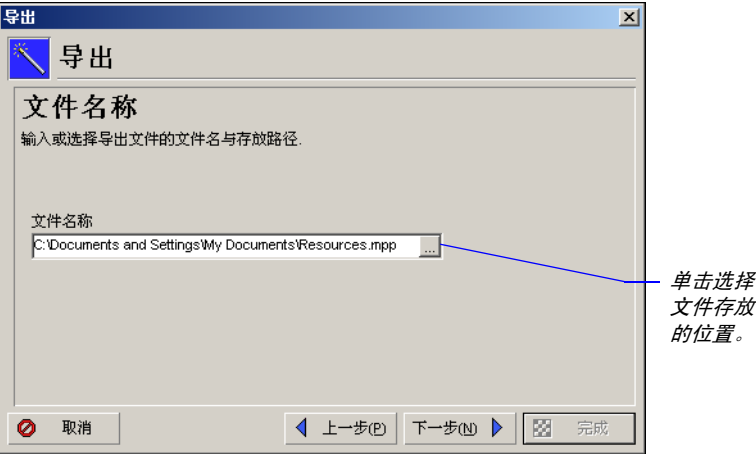 导出
导出
文件名称
输入或选择导出文件的文件名与存放路径.
文件名称
C:\Documents and Settings\My Documents\Resources.mpp
...
单击选择
文件存放
的位置。
取消
上一步(P)
下一步(N)
完成